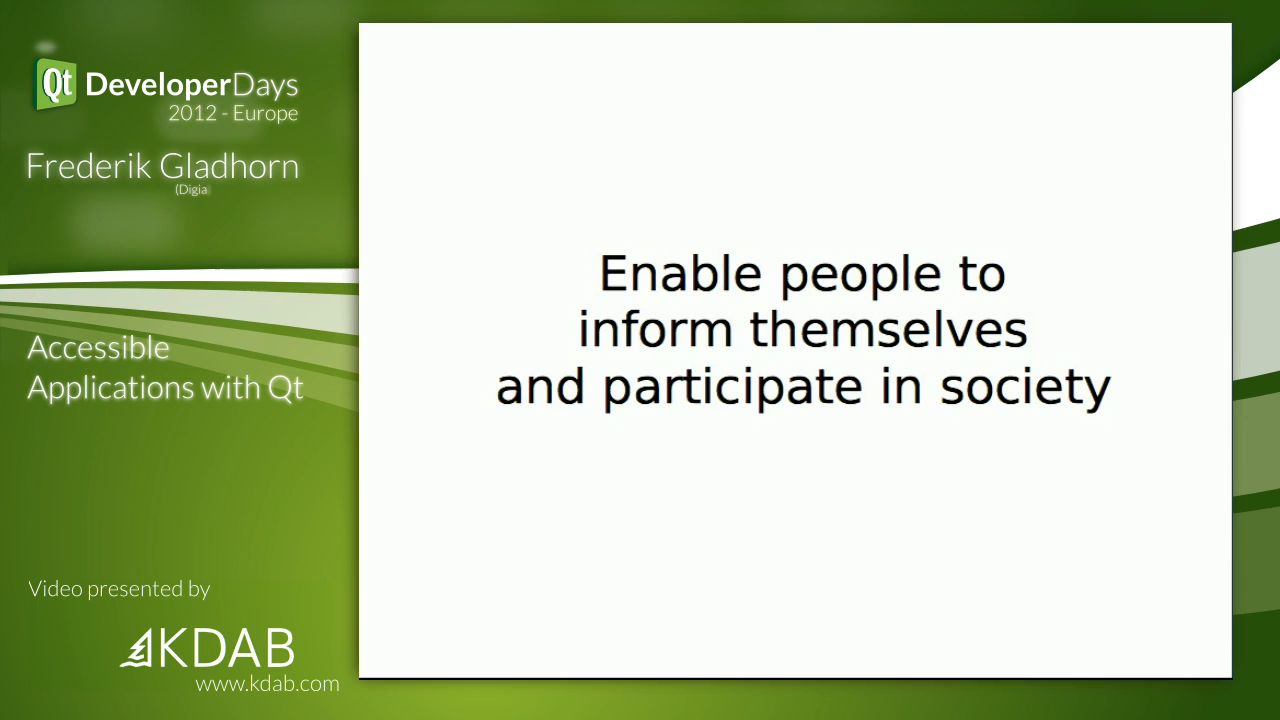 Qt DeveloperDays
2012 - Europe
Frederik Gladhorn
(Digia
Accessible
Applications with Qt
Video presented by
KDAB
www.kdab.com
Enable people to
inform themselves
and participate in society